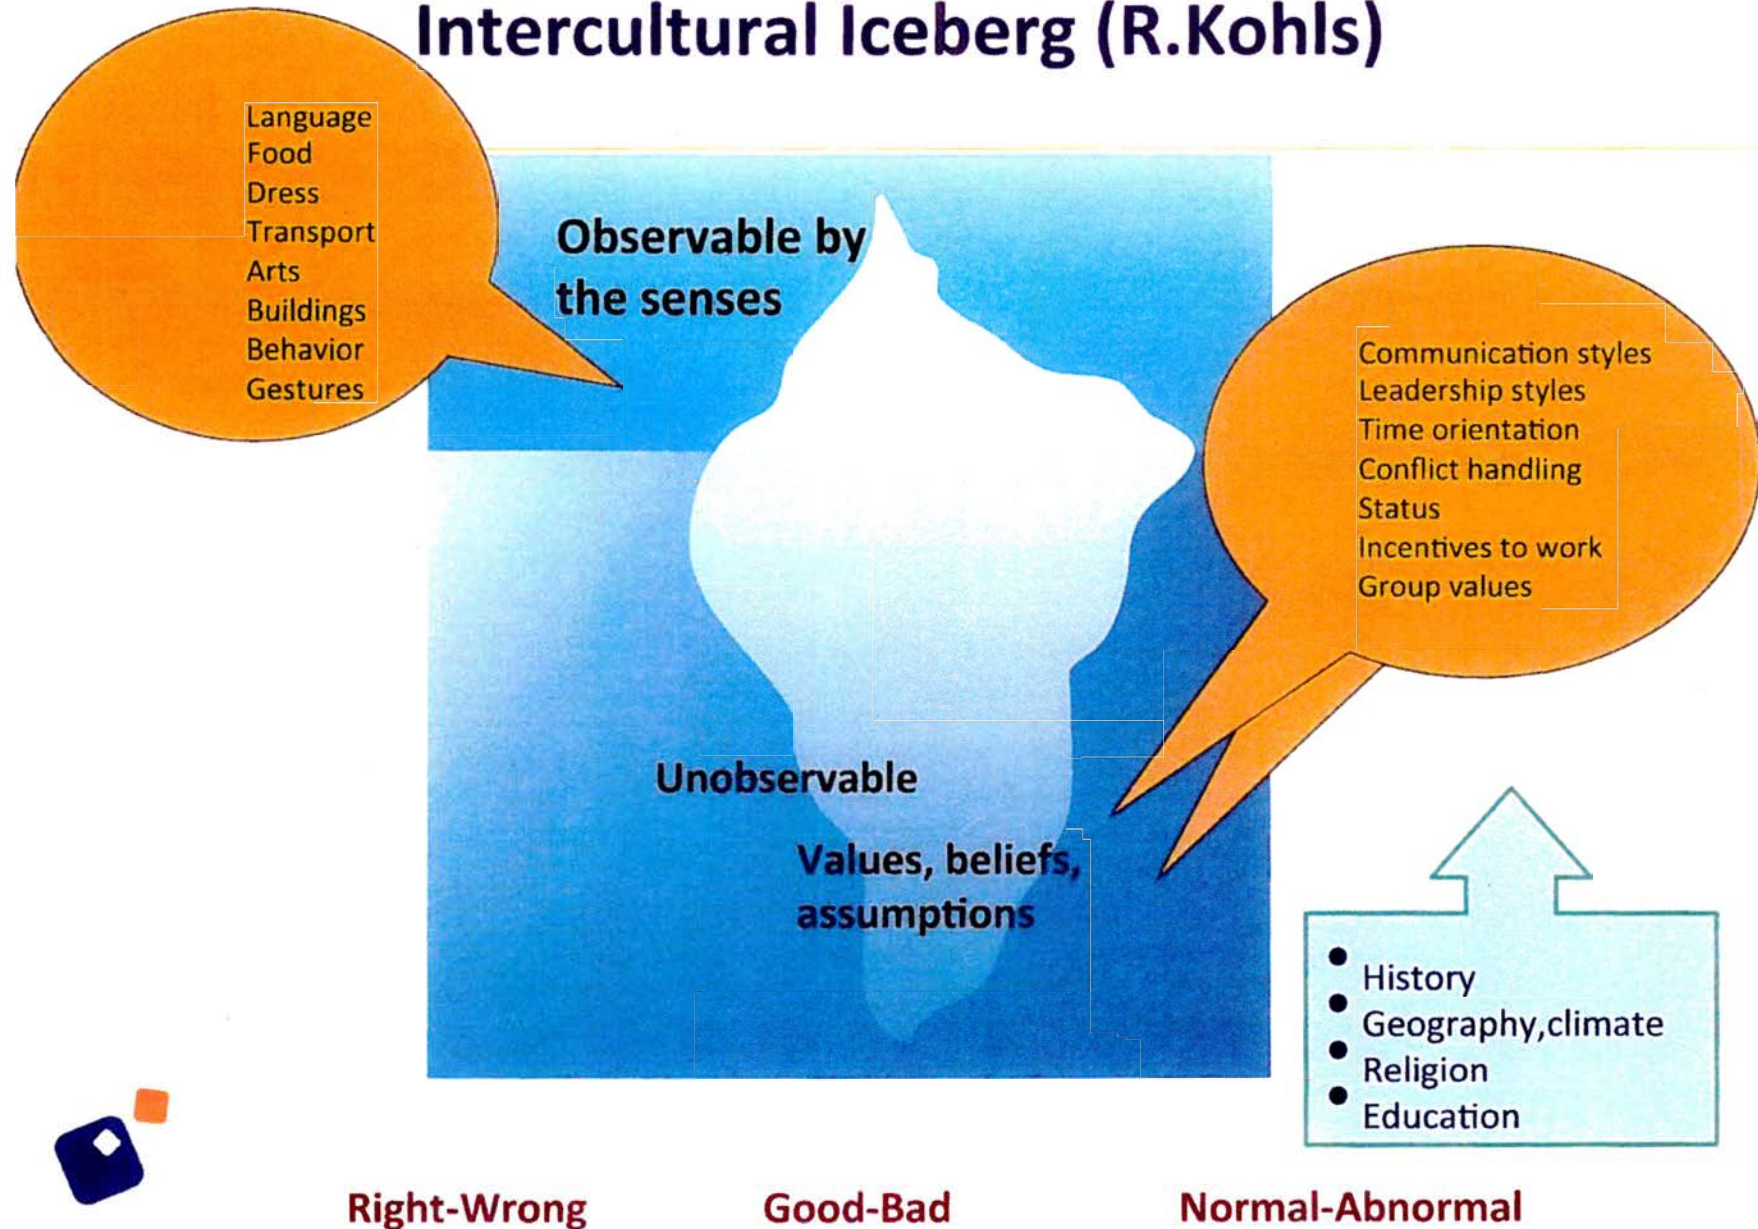 Intercultural Iceberg (R.Kohls)
Language
Food
Dress
Transport
Arts
Buildings
Behavior
Gestures
Observable by
the senses
Communication styles
Leadership styles
Time orientation
Conflict handling
Status
Incentives to work
Group values
Unobservable
Values, beliefs,
assumptions
• History
• Geography,climate
• Religion
• Education
Right-Wrong
Good-Bad
Normal-Abnormal